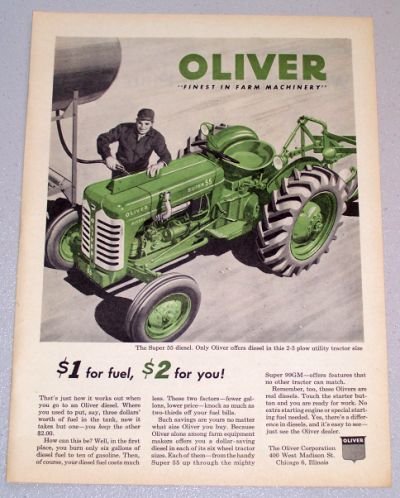 OLIVER
"FINEST IN FARM MACHINERY"
SUPER 55
OLIVER
The Super 55 diesel. Only Oliver offers diesel in this 2-3 plow utility tractor size
$1 for fuel, $2 for you!
That's just how it works out when
you go to an Oliver diesel. Where
you used to put, say, three dollars'
worth of fuel in the tank, now it
takes but one—you keep the other
$2.00.
How can this be? Well, in the first
place, you burn only six gallons of
diesel fuel to ten of gasoline. Then,
of course, your diesel fuel costs much
less. These two factors—fewer gal-
lons, lower price—knock as much as
two-thirds off your fuel bills.
Such savings are yours no matter
what size Oliver you buy. Because
Oliver alone among farm equipment
makers offers you a dollar-saving
diesel in each of its six wheel tractor
sizes. Each of them—from the handy
Super 55 up through the mighty
Super 99GM—offers features that
no other tractor can match.
Remember, too, these Olivers are
real diesels. Touch the starter but-
ton and you are ready for work. No
extra starting engine or special start-
ing fuel needed. Yes, there's a differ-
ence in diesels, and it's easy to see—
just see the Oliver dealer.
The Oliver Corporation
400 West Madison St.
Chicago 6, Illinois
OLIVER